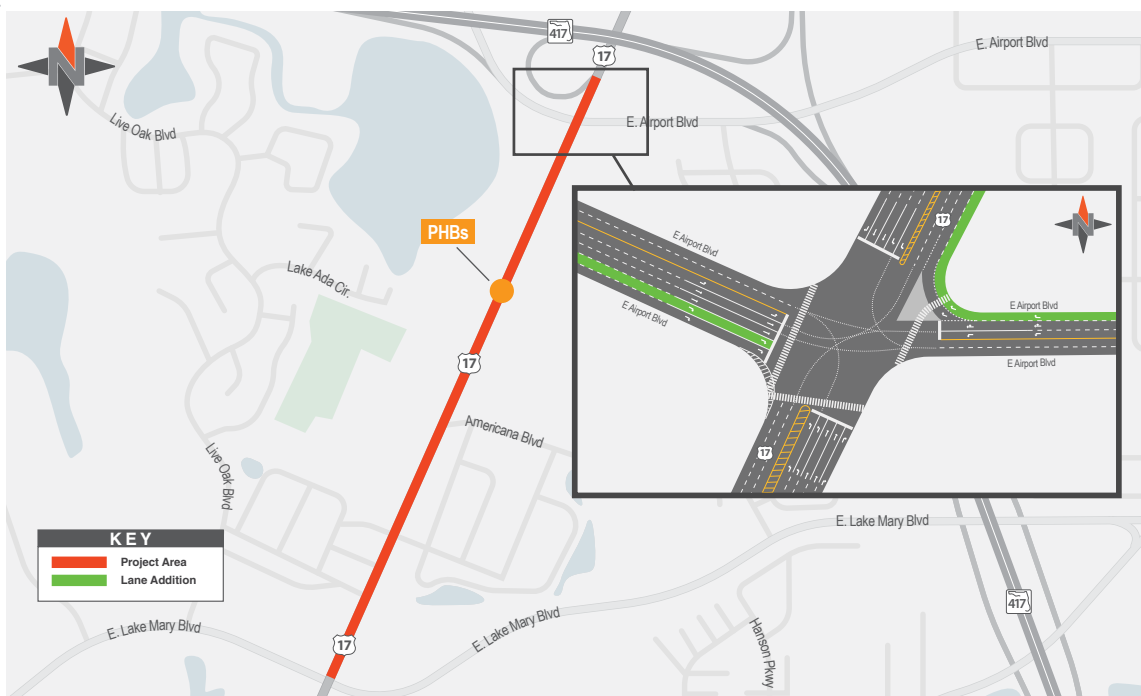 417
17
E. Airport Blvd
N
Live Oak Blvd
E. Airport Blvd
PHBs
Lake Ada Cir.
17
Americana Blvd
Live Oak Blvd
17
N
E Airport Blvd
E Airport Blvd
E Airport Blvd
E Airport Blvd
17
KEY
Project Area
Lane Addition
E. Lake Mary Blvd
417
E. Lake Mary Blvd
E. Lake Mary Blvd
Hanson Pkwy
17